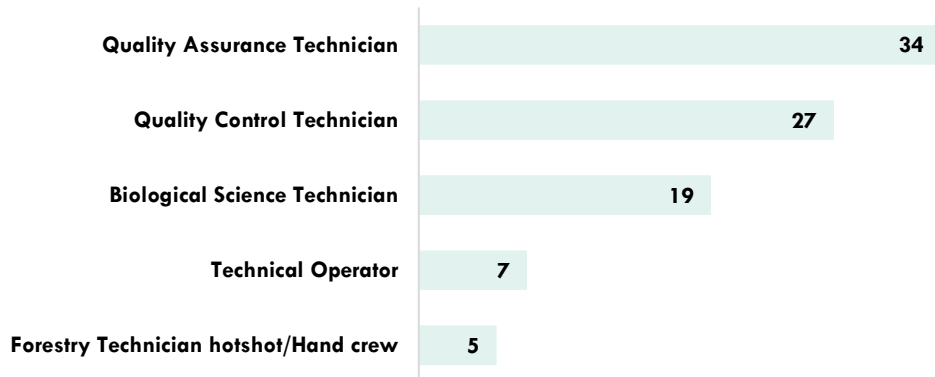 Quality Assurance Technician 34
Quality Control Technician 27
Biological Science Technician 19
Technical Operator 7
Forestry Technician hotshot/Hand crew 5